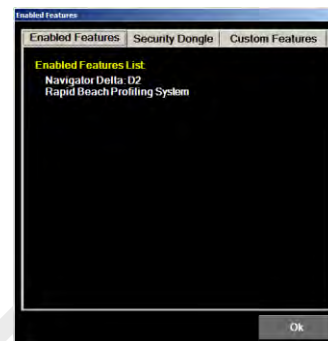 Enabled Features
Enabled Features Security Dongle Custom Features
Enabled Features List:
Navigator Delta: D2
Rapid Beach Profiling System
Ok